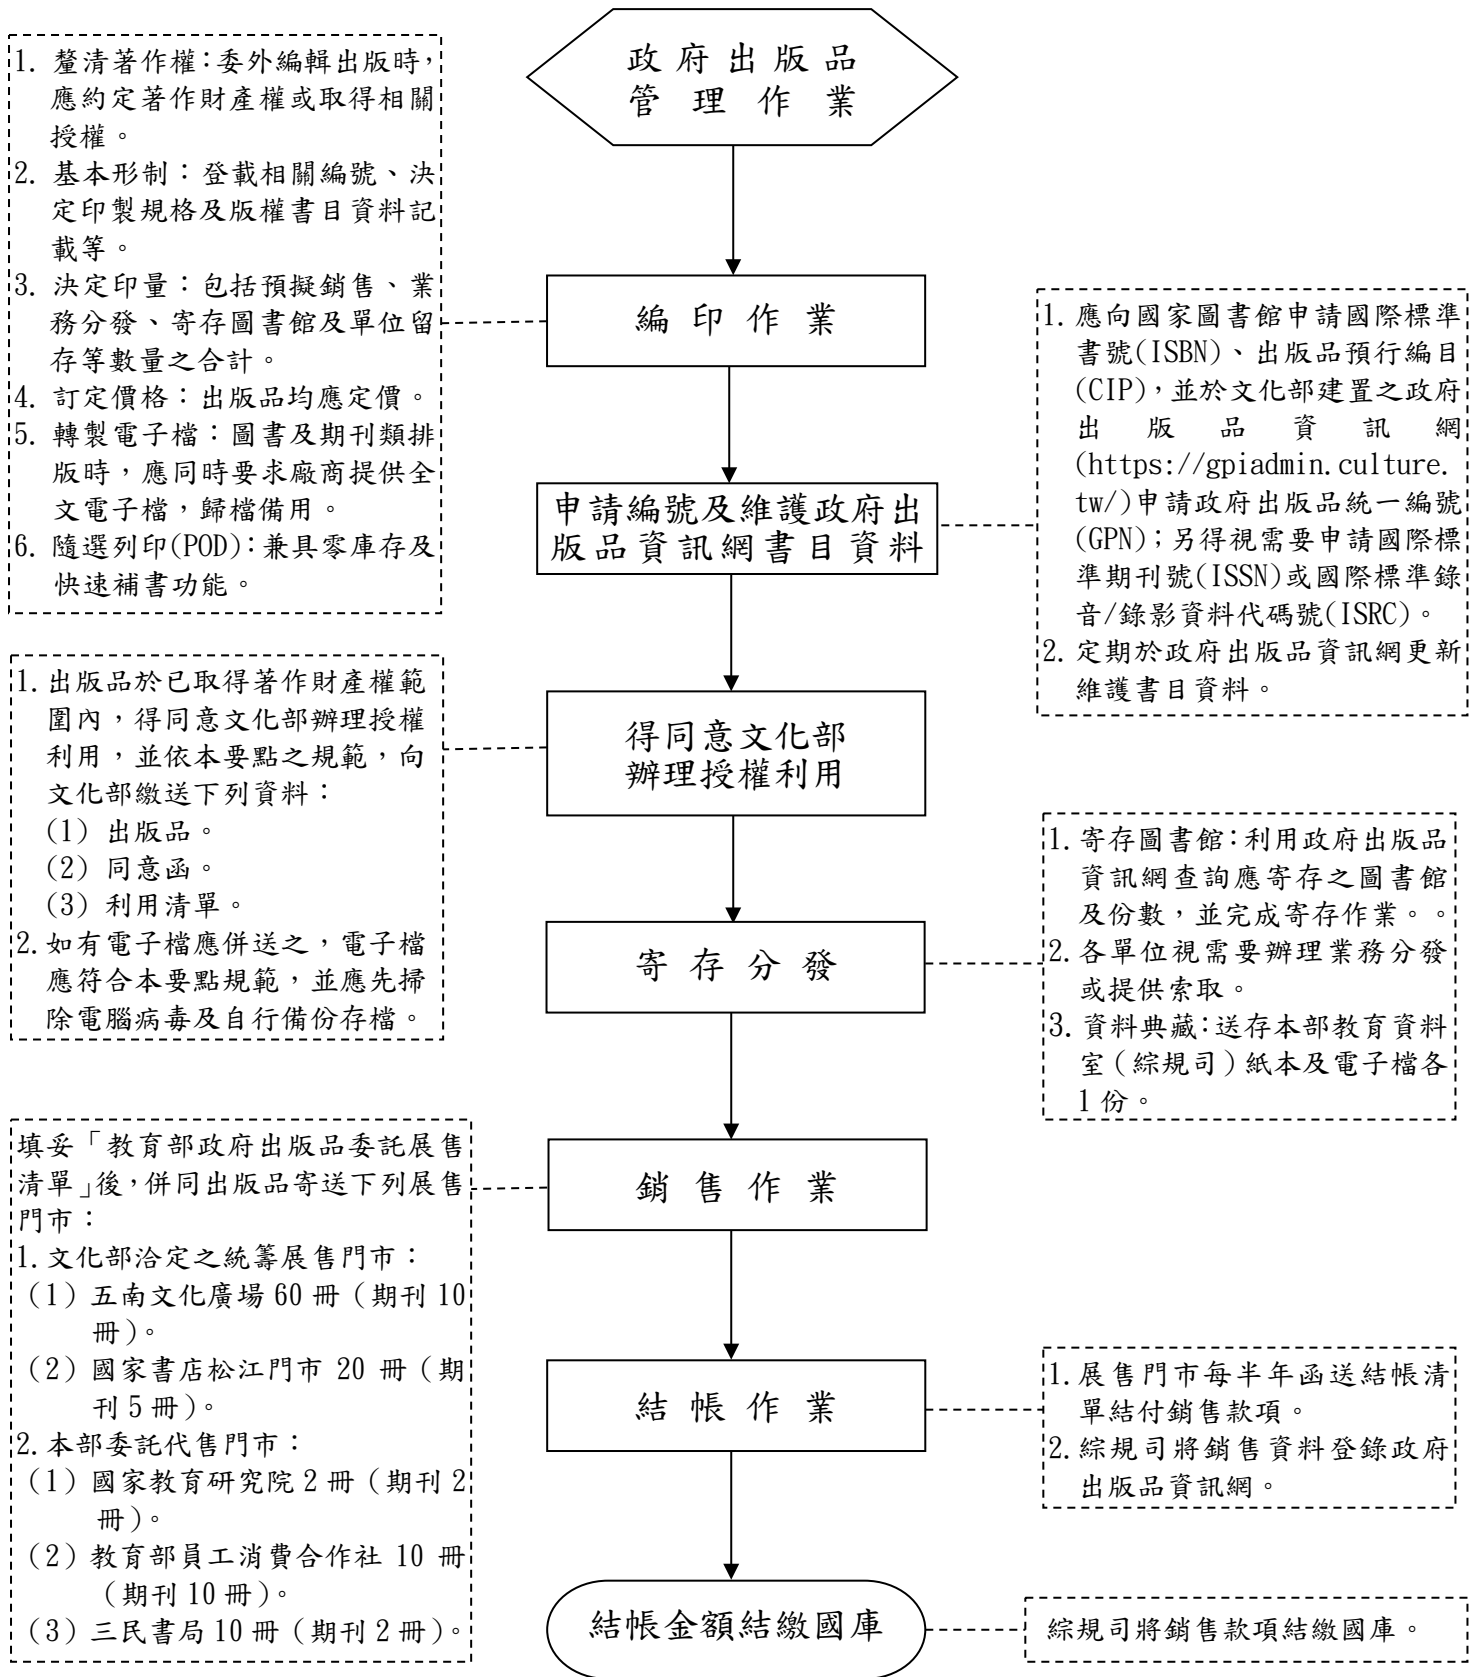 政府出版品
管理作業
1. 釐清著作權：委外編輯出版時，
應約定著作財產權或取得相關
授權。
2. 基本形制：登載相關編號、決
定印製規格及版權書目資料記
載等。
3. 決定印量：包括預擬銷售、業
務分發、寄存圖書館及單位留
存等數量之合計。
4. 訂定價格：出版品均應定價。
5. 轉製電子檔：圖書及期刊類排
版時，應同時要求廠商提供全
文電子檔，歸檔備用。
6. 隨選列印(POD)：兼具零庫存及
快速補書功能。
編印作業
1. 應向國家圖書館申請國際標準
書號(ISBN)、出版品預行編目
(CIP)，並於文化部建置之政府
出版品資訊網
(https://gpiadmin.culture.
tw/)申請政府出版品統一編號
(GPN)；另得視需要申請國際標
準期刊號(ISSN)或國際標準錄
音/錄影資料代碼號(ISRC)。
2. 定期於政府出版品資訊網更新
維護書目資料。
申請編號及維護政府出
版品資訊網書目資料
1. 出版品於已取得著作財產權範
圍內，得同意文化部辦理授權
利用，並依本要點之規範，向
文化部繳送下列資料：
(1) 出版品。
(2) 同意函。
(3) 利用清單。
2. 如有電子檔應併送之，電子檔
應符合本要點規範，並應先掃
除電腦病毒及自行備份存檔。
得同意文化部
辦理授權利用
1. 寄存圖書館：利用政府出版品
資訊網查詢應寄存之圖書館
及份數，並完成寄存作業。。
2. 各單位視需要辦理業務分發
或提供索取。
3. 資料典藏：送存本部教育資料
室（綜規司）紙本及電子檔各
1 份。
寄存分發
填妥「教育部政府出版品委託展售
清單」後，併同出版品寄送下列展售
門市：
1. 文化部洽定之統籌展售門市：
（1）五南文化廣場 60 冊（期刊 10
冊）。
（2）國家書店松江門市 20 冊（期
刊 5 冊）。
2. 本部委託代售門市：
（1）國家教育研究院 2 冊（期刊 2
冊）。
（2）教育部員工消費合作社 10 冊
（期刊 10 冊）。
（3）三民書局 10 冊（期刊 2 冊）。
銷售作業
結帳作業
1. 展售門市每半年函送結帳清
單結付銷售款項。
2. 綜規司將銷售資料登錄政府
出版品資訊網。
結帳金額結繳國庫
綜規司將銷售款項結繳國庫。